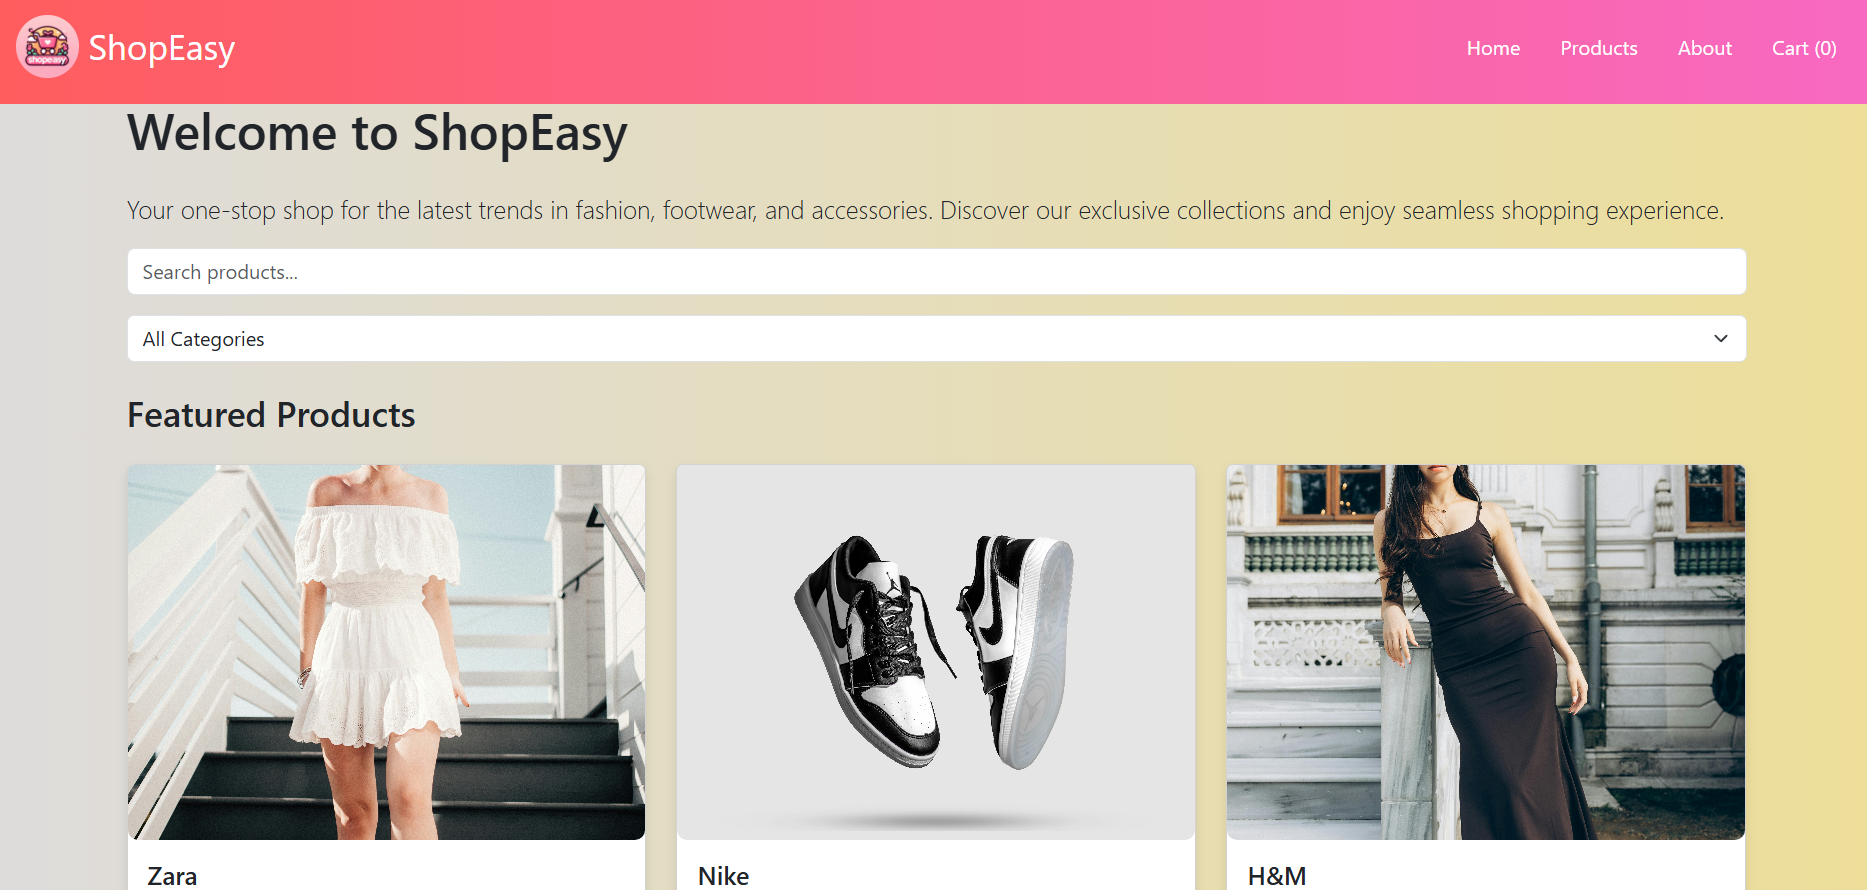 shopeasy
ShopEasy
Home
Products
About
Cart (0)
Welcome to ShopEasy
Your one-stop shop for the latest trends in fashion, footwear, and accessories. Discover our exclusive collections and enjoy seamless shopping experience.
Search products...
All Categories
Featured Products
Zara
Nike
H&M